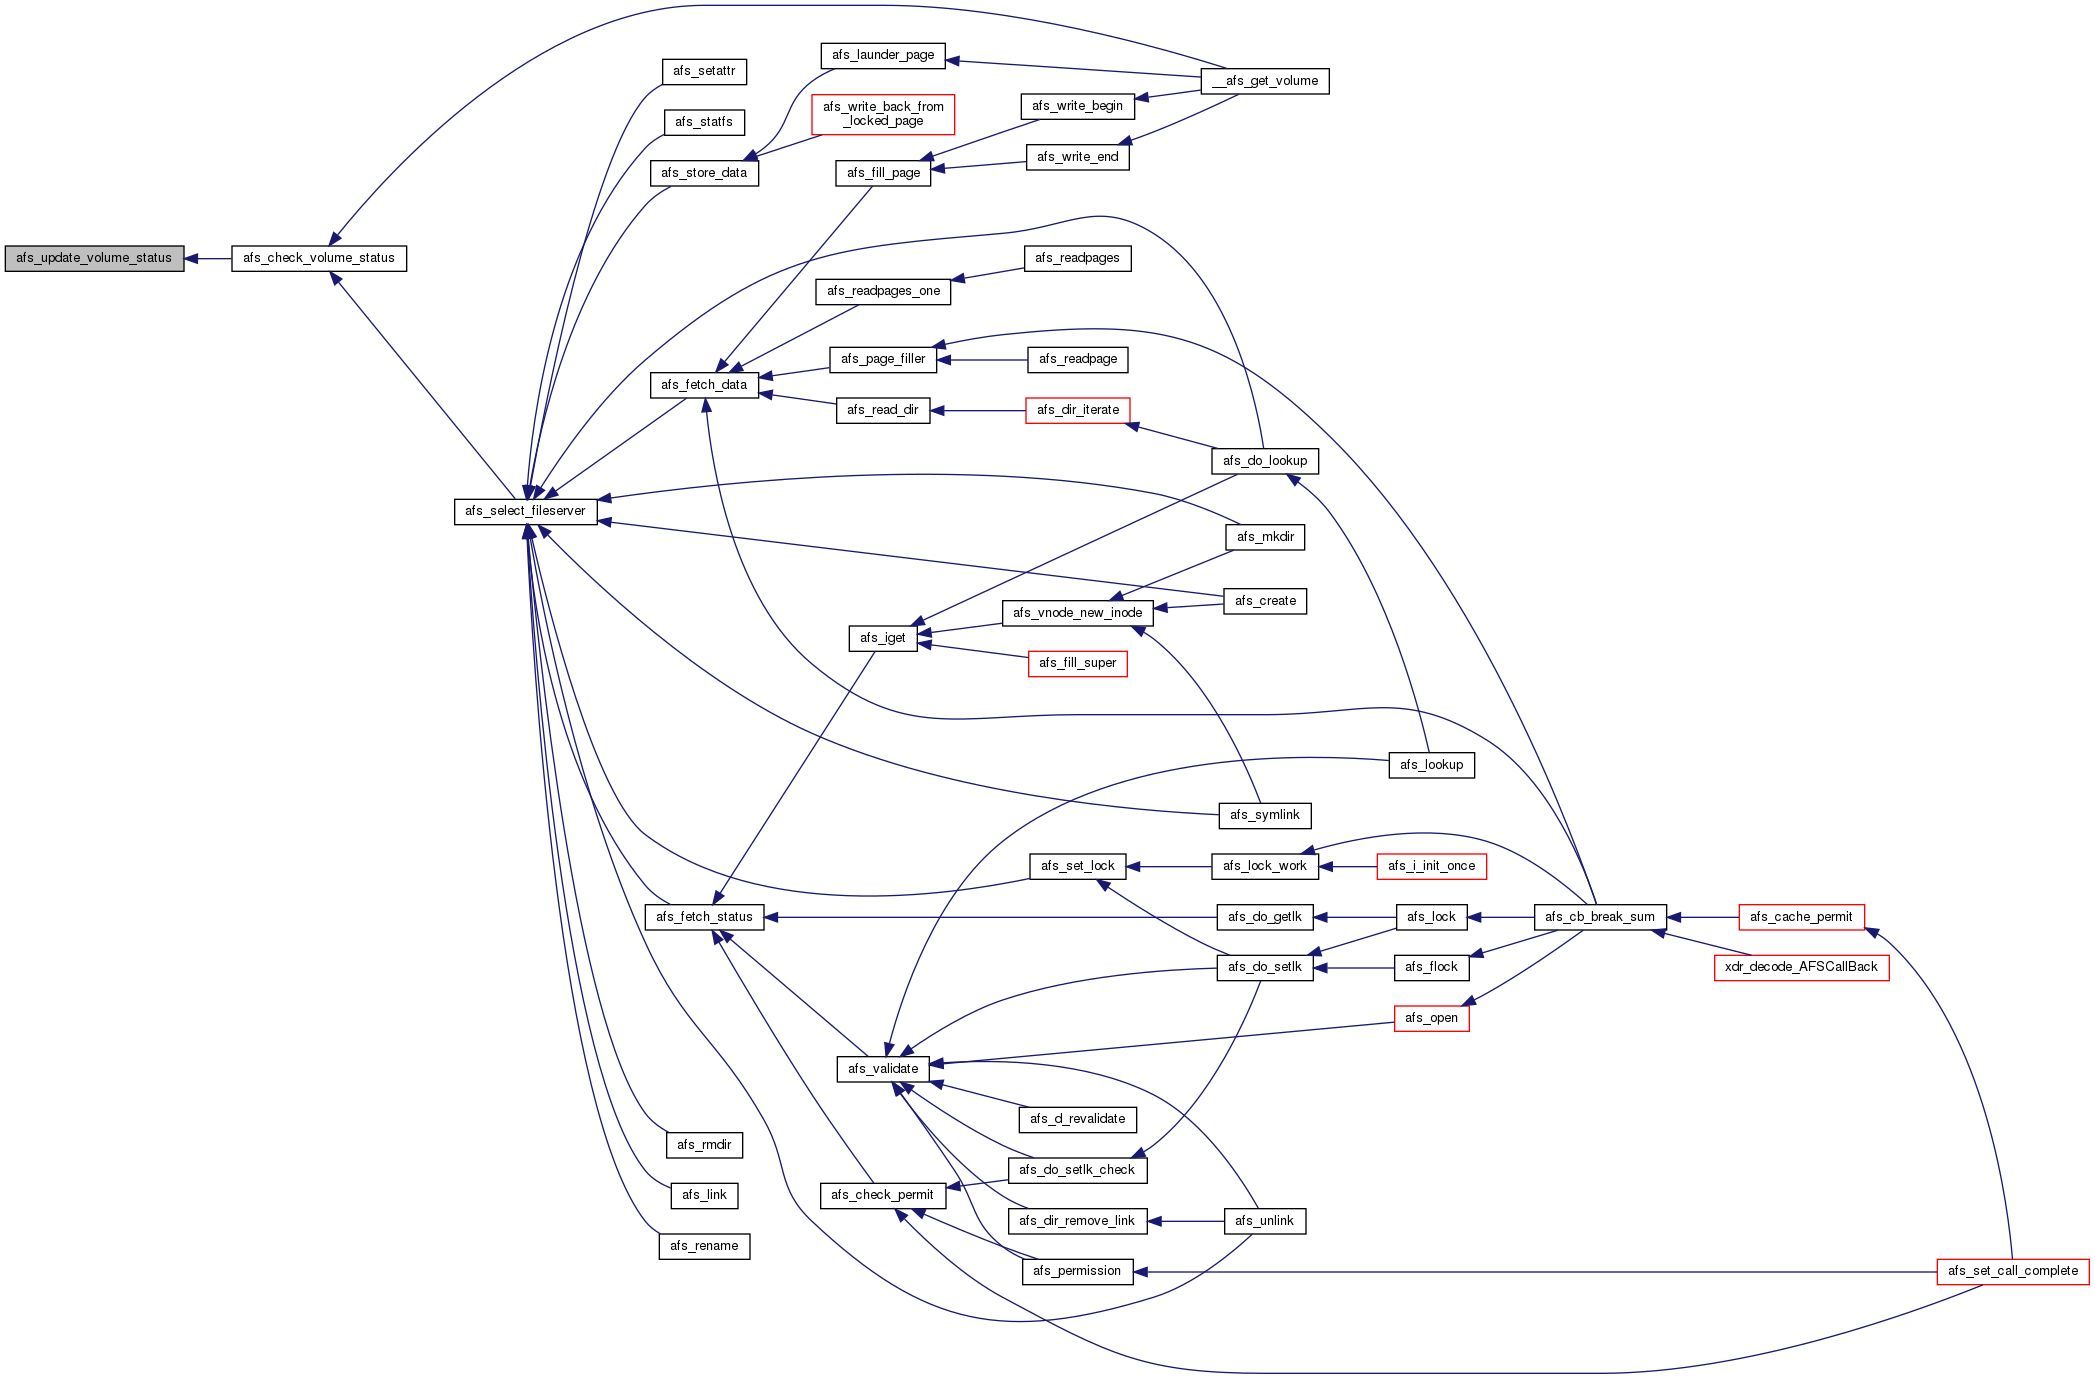 afs_launder_page
afs_setattr
__afs_get_volume
afs_write_back_from
_locked_page
afs_write_begin
afs_statfs
afs_write_end
afs_store_data
afs_fill_page
afs_update_volume_status
afs_check_volume_status
afs_readpages
afs_readpages_one
afs_page_filler
afs_readpage
afs_fetch_data
afs_read_dir
afs_dir_iterate
afs_do_lookup
afs_select_fileserver
afs_mkdir
afs_create
afs_vnode_new_inode
afs_iget
afs_fill_super
afs_lookup
afs_symlink
afs_set_lock
afs_lock_work
afs_i_init_once
afs_fetch_status
afs_do_getlk
afs_lock
afs_cb_break_sum
afs_cache_permit
afs_do_setlk
afs_flock
xdr_decode_AFSCallBack
afs_open
afs_validate
afs_d_revalidate
afs_rmdir
afs_do_setlk_check
afs_link
afs_check_permit
afs_dir_remove_link
afs_unlink
afs_rename
afs_permission
afs_set_call_complete